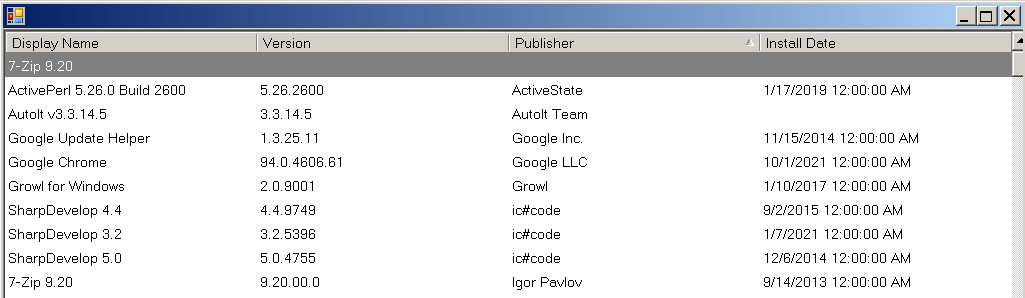 Display Name Version Publisher Install Date
7-Zip 9.20
ActivePerl 5.26.0 Build 2600 5.26.2600 ActiveState 1/17/2019 12:00:00 AM
AutoIt v3.3.14.5 3.3.14.5 AutoIt Team
Google Update Helper 1.3.25.11 Google Inc. 11/15/2014 12:00:00 AM
Google Chrome 94.0.4606.61 Google LLC 10/1/2021 12:00:00 AM
Growl for Windows 2.0.9001 Growl 1/10/2017 12:00:00 AM
SharpDevelop 4.4 4.4.9749 ic#code 9/2/2015 12:00:00 AM
SharpDevelop 3.2 3.2.5396 ic#code 1/7/2021 12:00:00 AM
SharpDevelop 5.0 5.0.4755 ic#code 12/6/2014 12:00:00 AM
7-Zip 9.20 9.20.00.0 Igor Pavlov 9/14/2013 12:00:00 AM